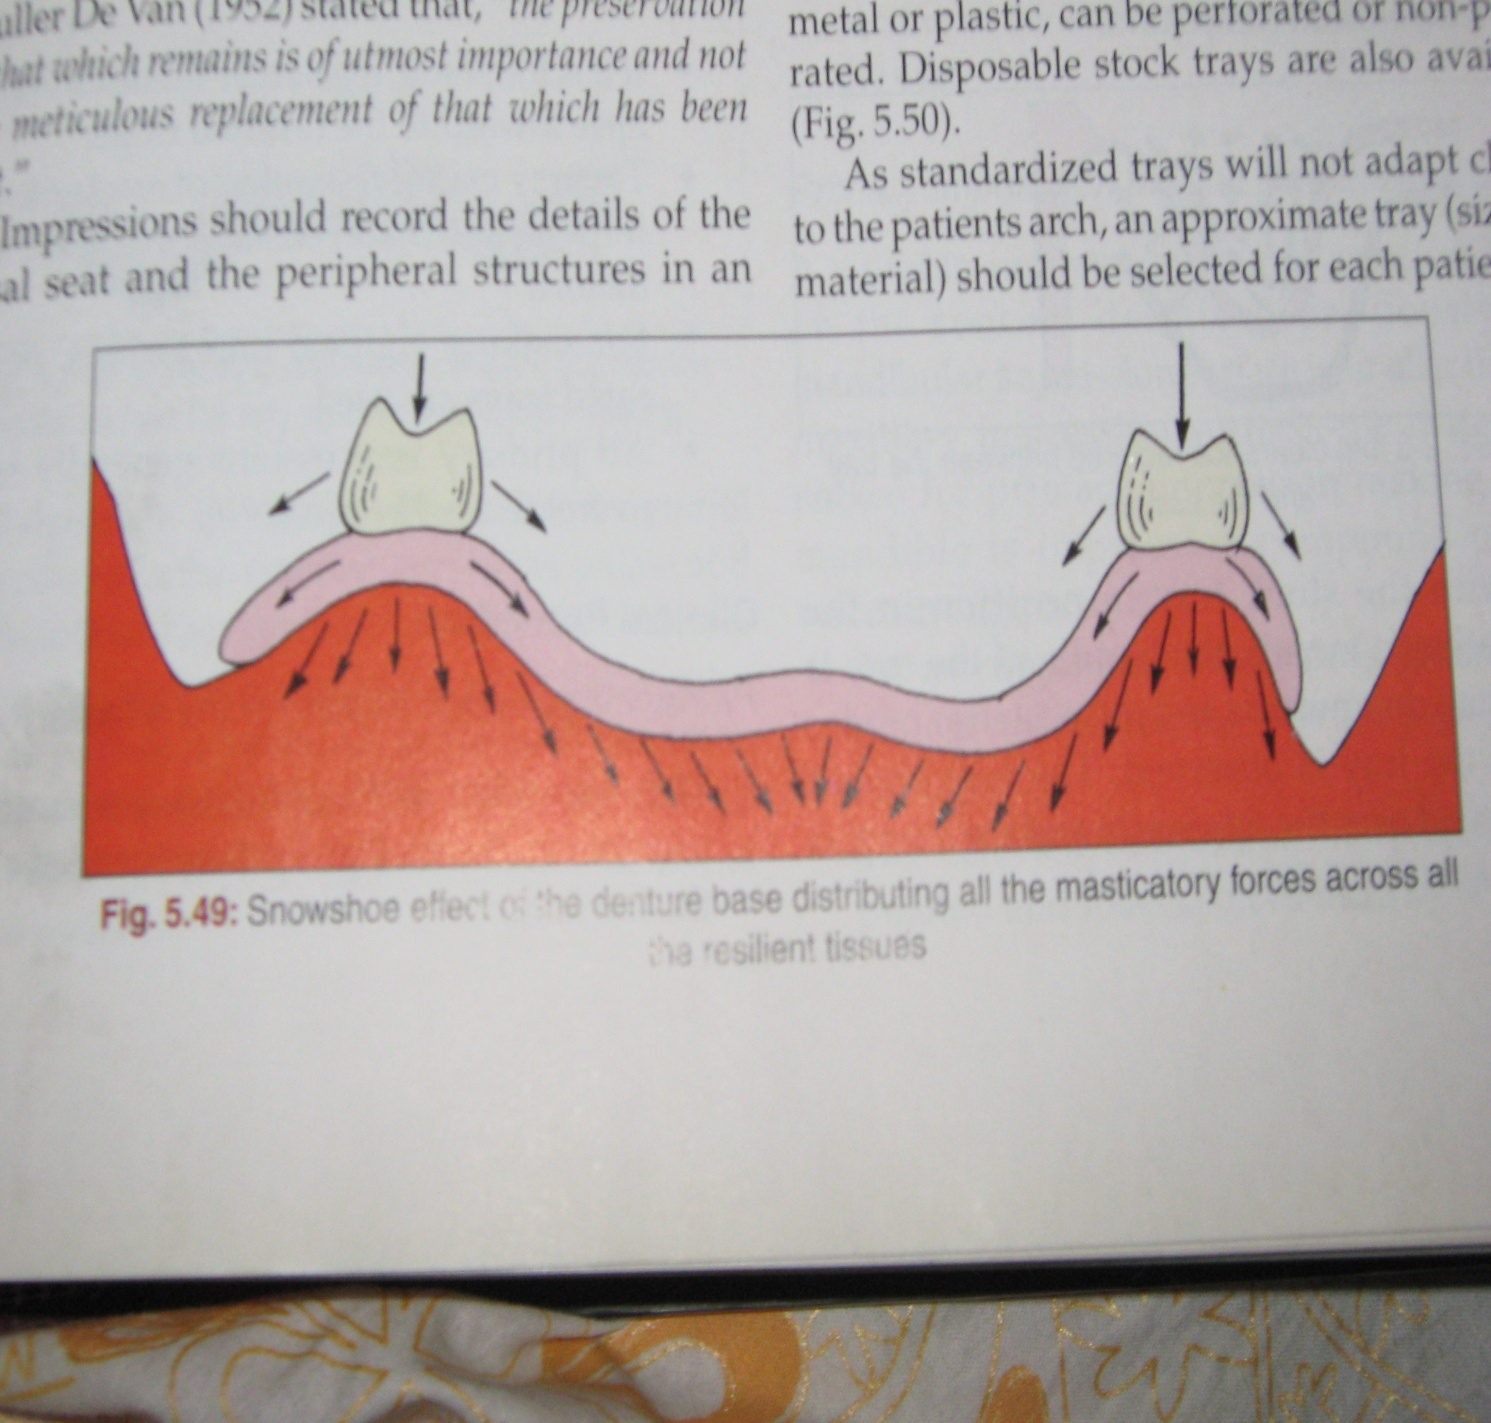 De Van (1952) stated that, "the preservation
that which remains is of utmost importance and not
meticulous replacement of that which has been
."
Impressions should record the details of the
seat and the peripheral structures in an
metal or plastic, can be perforated or non-p
rated. Disposable stock trays are also avai
(Fig. 5.50).
As standardized trays will not adapt cl
to the patients arch, an approximate tray (siz
material) should be selected for each patie
Fig. 5.49: Snowshoe effect of the denture base distributing all the masticatory forces across all
the resilient tissues